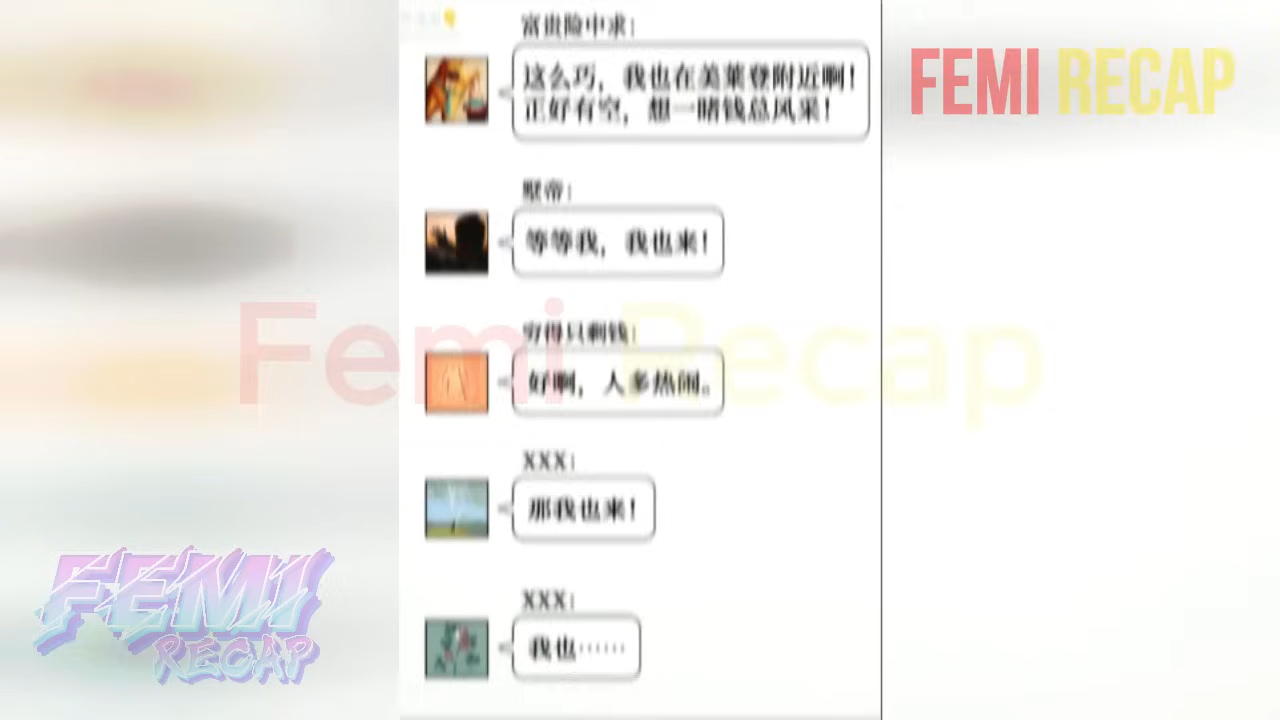 富贵险中求：
这么巧，我也在美莱登附近啊！
正好有空，想一睹钱总风采！
FEMI RECAP
墅帝：
等等我，我也来！
穷得只剩钱：
好啊，人多热闹。
Femi Recap
XXX：
那我也来！
XXX：
我也……
FEMI
RECAP